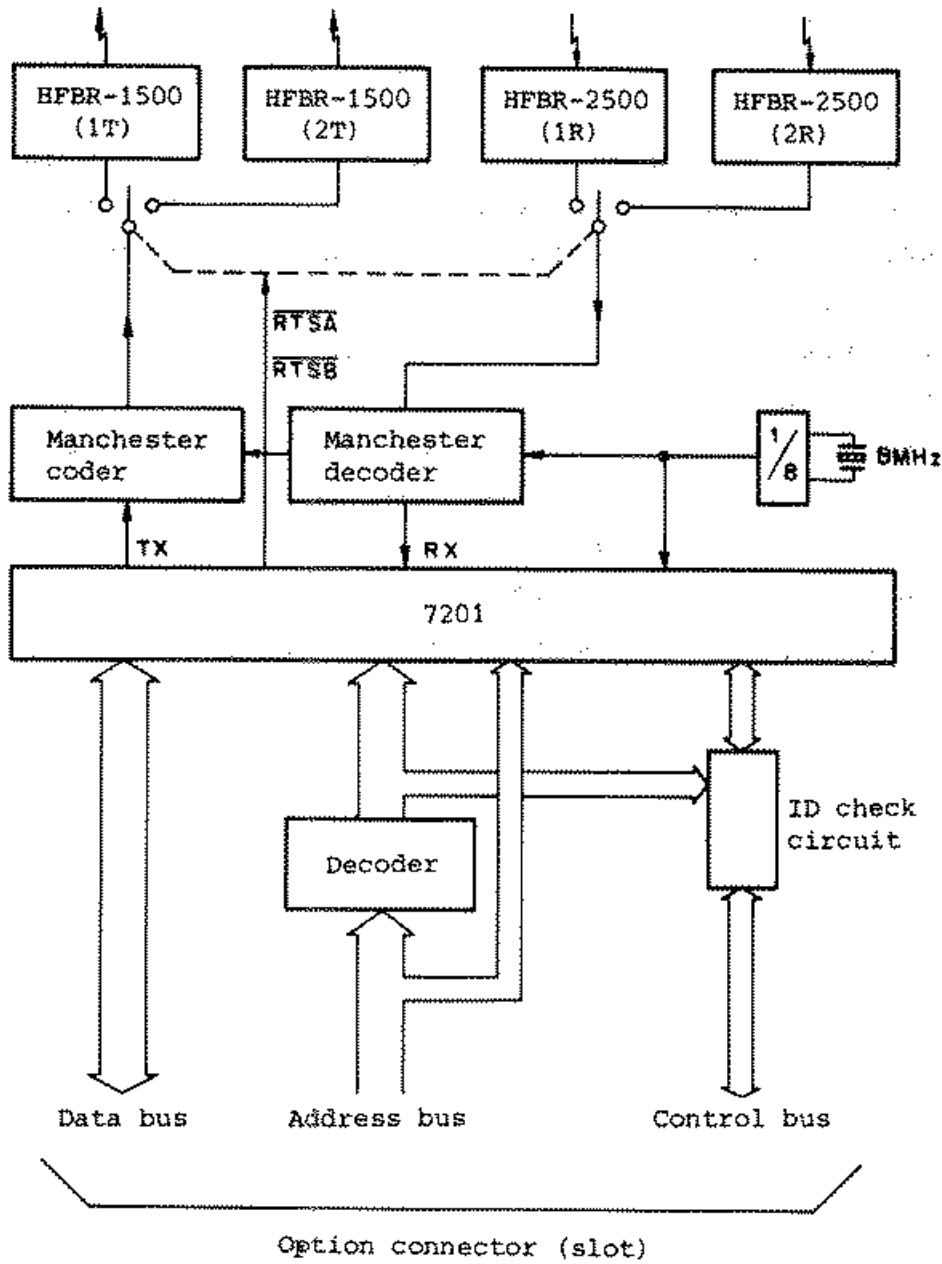 HFBR-1500
(1T)
HFBR-1500
(2T)
HFBR-2500
(1R)
HFBR-2500
(2R)
RTSA
RTSB
Manchester
coder
Manchester
decoder
1/8
8MHz
TX
RX
7201
Decoder
ID check
circuit
Data bus
Address bus
Control bus
Option connector (slot)